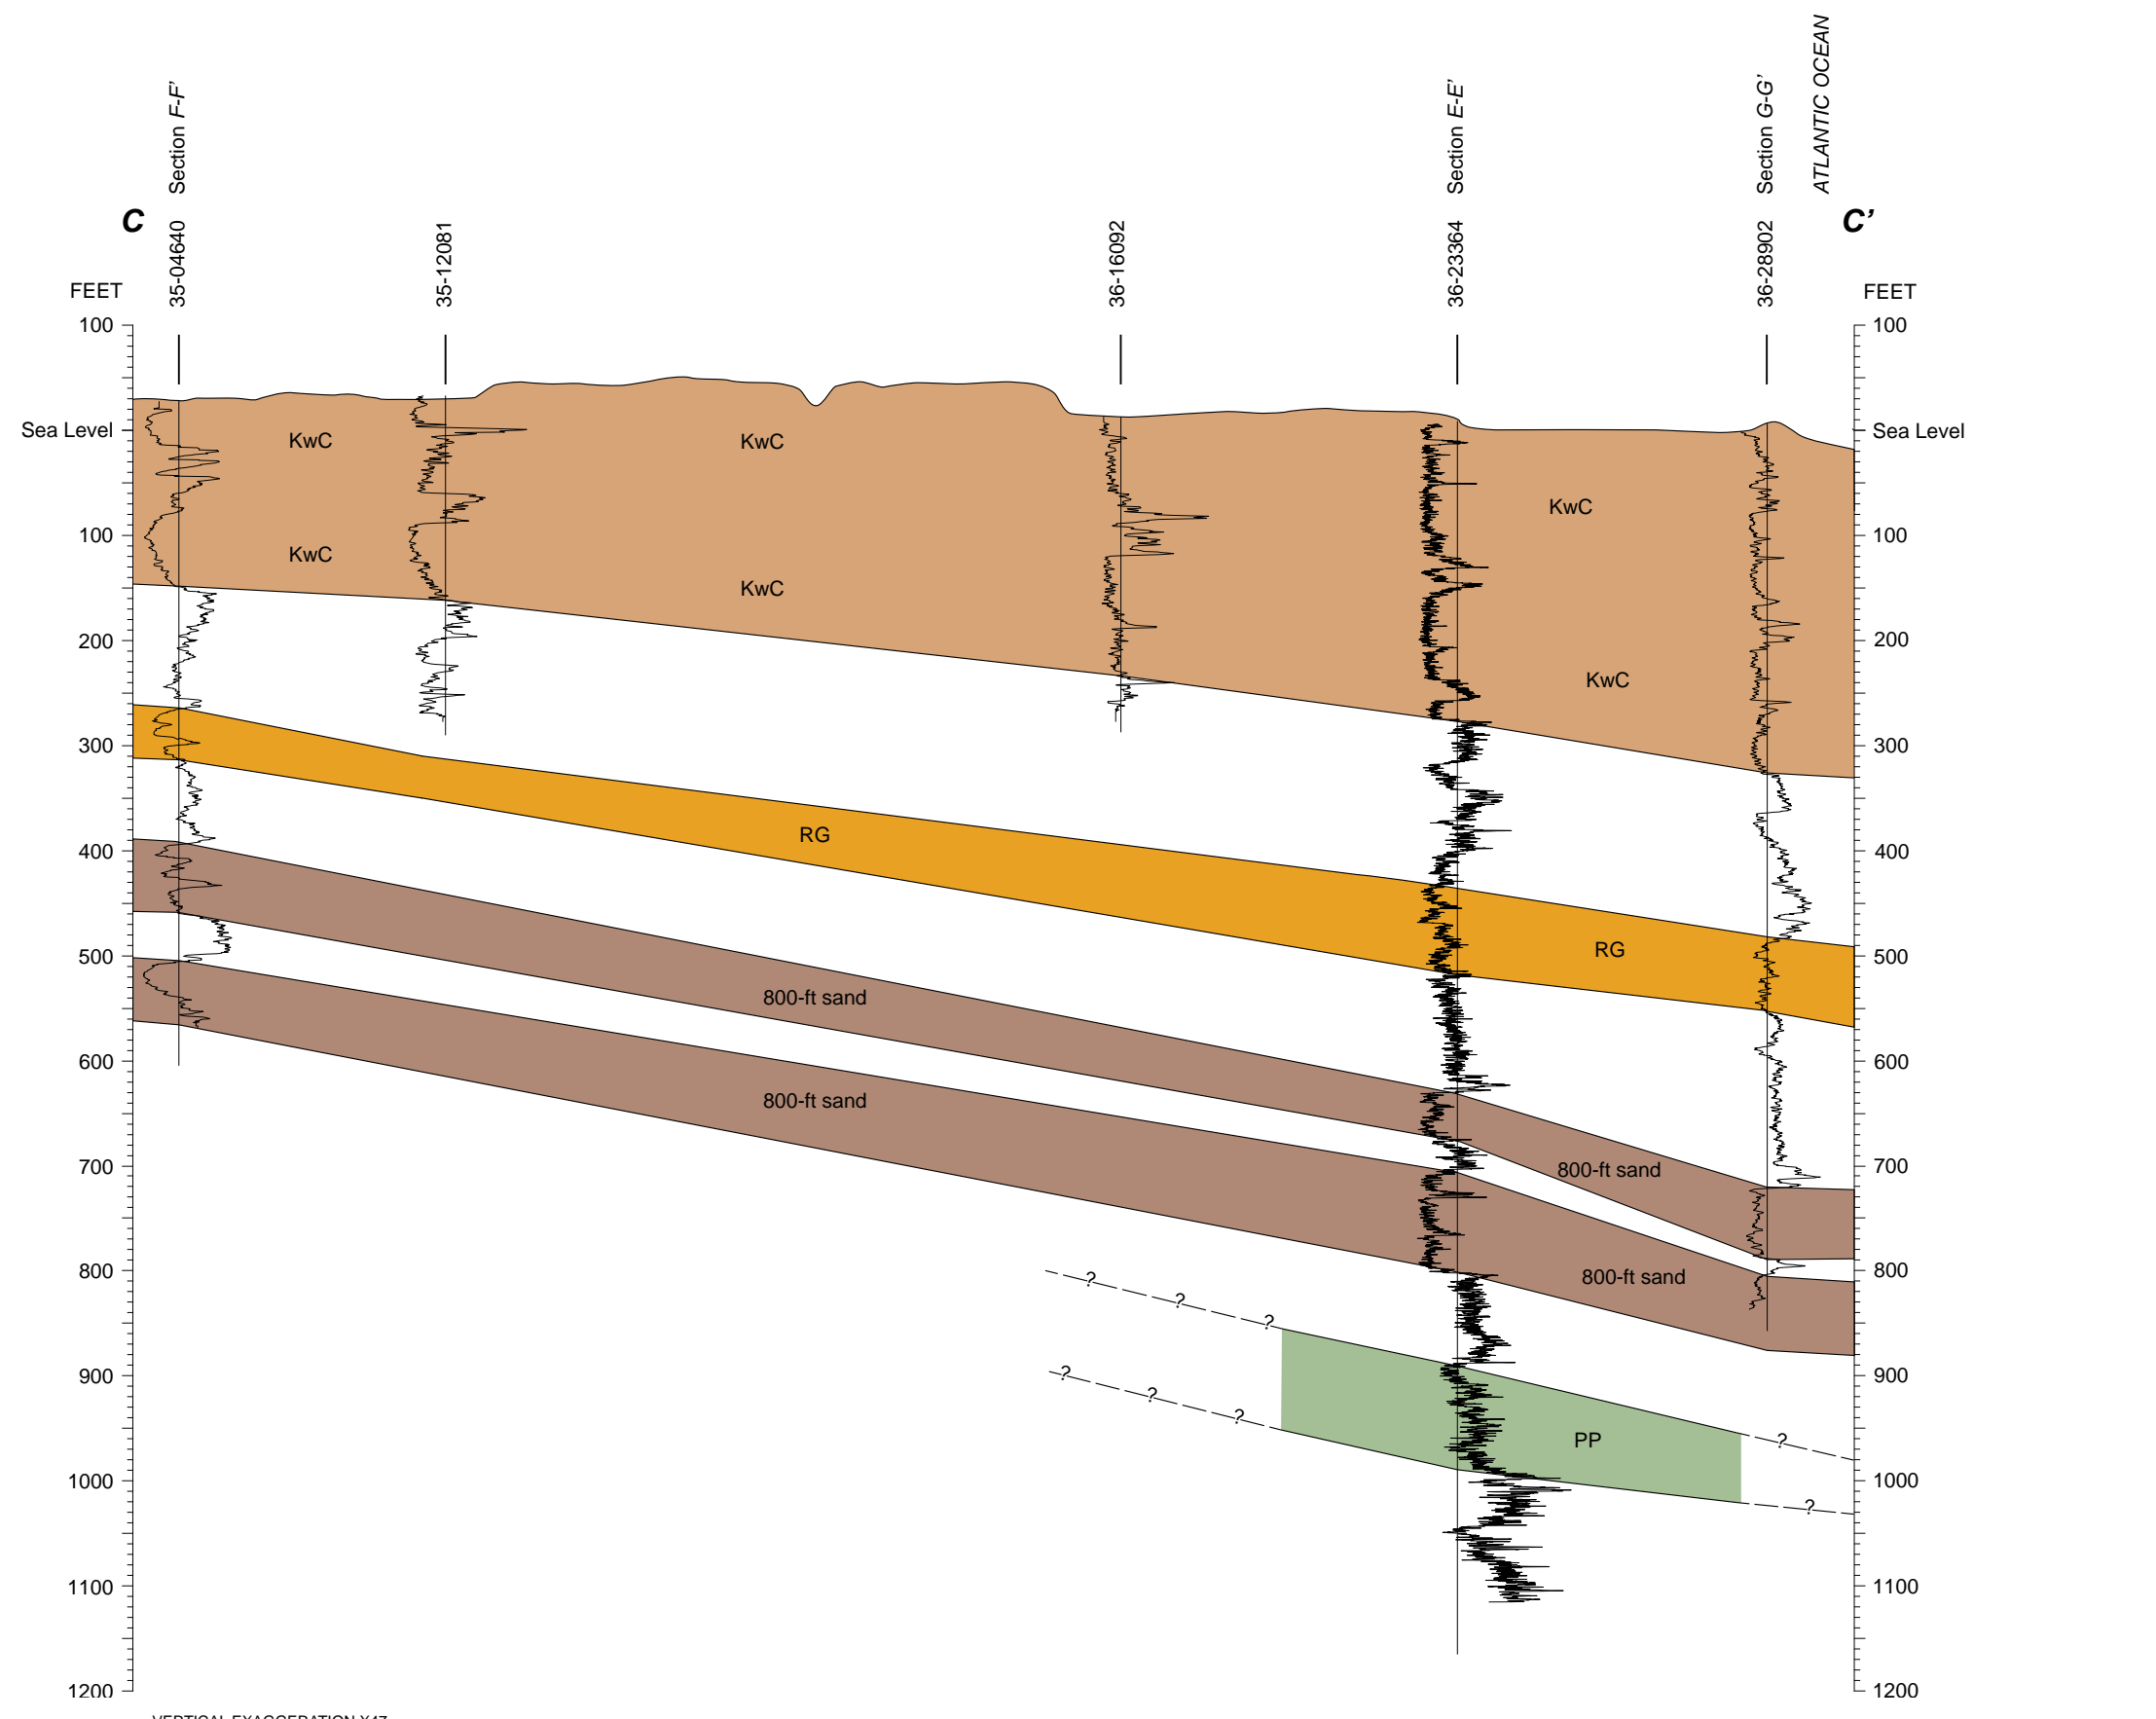 ATLANTIC OCEAN
Section F-F'
Section E-E'
Section G-G'
C
35-04640
35-12081
36-16092
36-23364
36-28902
C'
FEET
FEET
100
100
Sea Level
Sea Level
KwC
KwC
KwC
100
100
KwC
KwC
200
200
KwC
300
300
RG
400
400
RG
500
500
800-ft sand
600
600
800-ft sand
700
700
800-ft sand
800
800
800-ft sand
?
?
?
900
900
?
?
?
PP
?
1000
1000
?
1100
1100
1200
1200